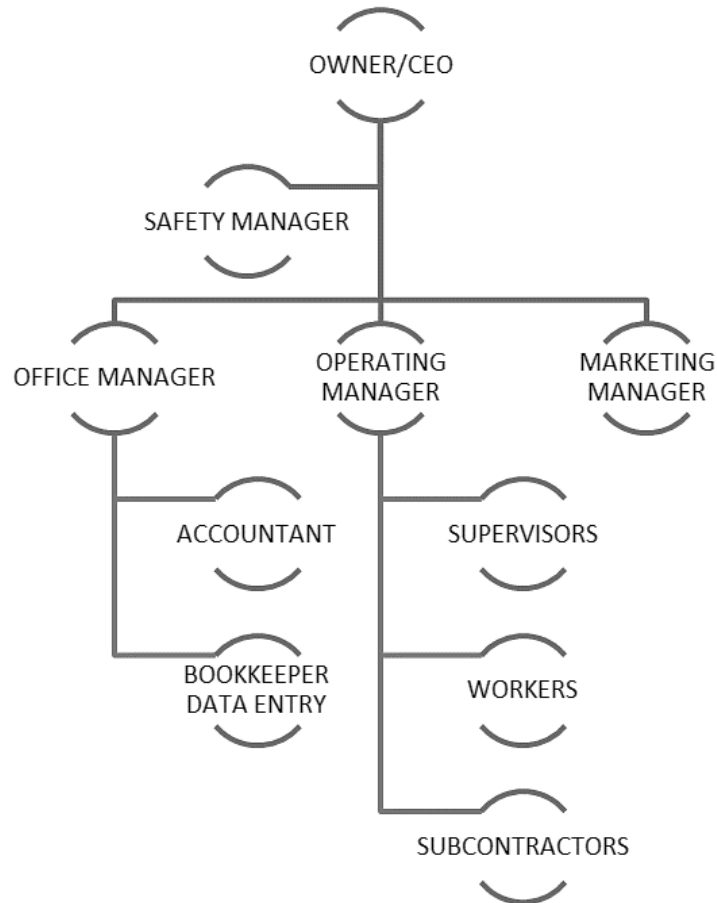 OWNER/CEO
SAFETY MANAGER
OFFICE MANAGER
OPERATING
MANAGER
MARKETING
MANAGER
ACCOUNTANT
SUPERVISORS
BOOKKEEPER
DATA ENTRY
WORKERS
SUBCONTRACTORS